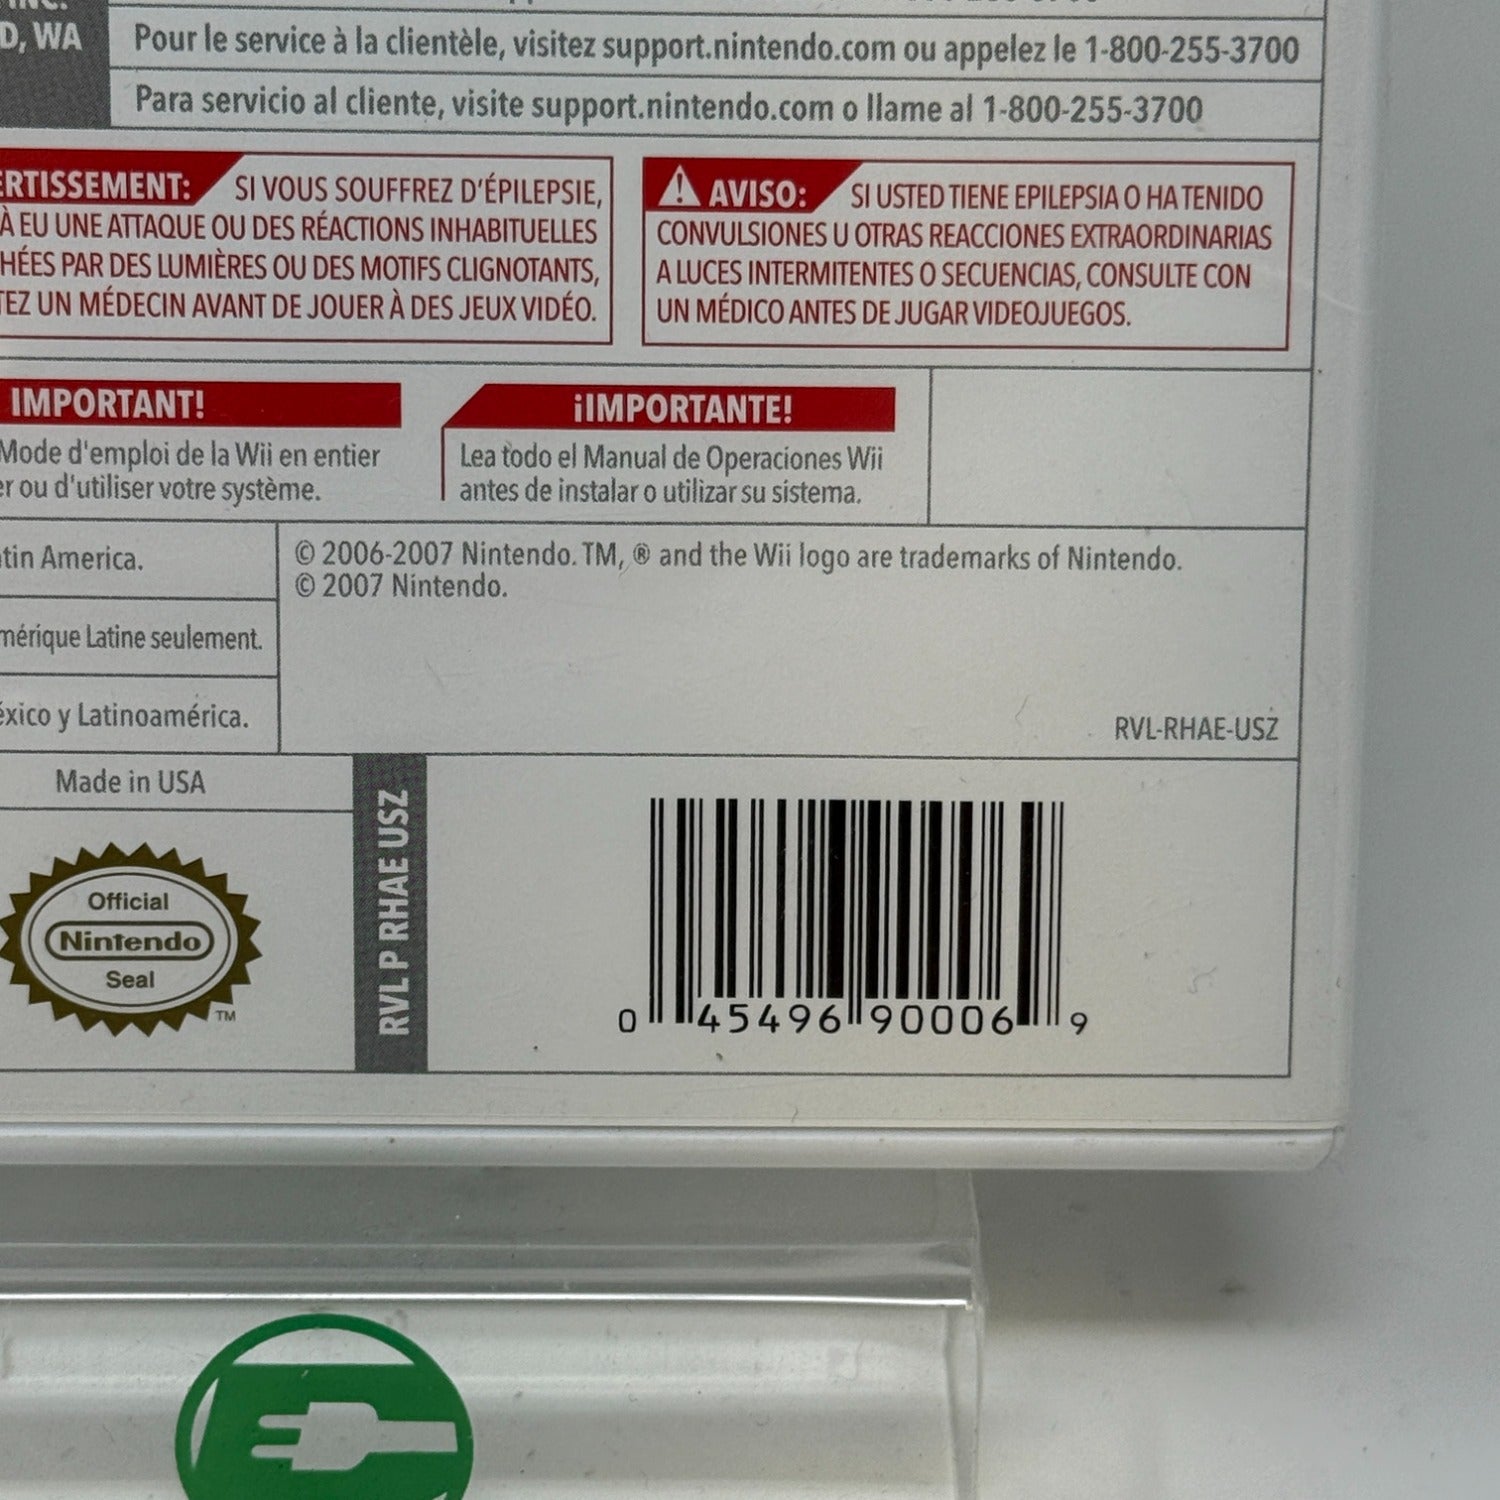 D, WA
Pour le service à la clientèle, visitez support.nintendo.com ou appelez le 1-800-255-3700
Para servicio al cliente, visite support.nintendo.com o llame al 1-800-255-3700
ERTISSEMENT: SI VOUS SOUFFREZ D'ÉPILEPSIE,
À EU UNE ATTAQUE OU DES RÉACTIONS INHABITUELLES
HÉES PAR DES LUMIÈRES OU DES MOTIFS CLIGNOTANTS,
TEZ UN MÉDECIN AVANT DE JOUER À DES JEUX VIDÉO.
AVISO: SI USTED TIENE EPILEPSIA O HA TENIDO
CONVULSIONES U OTRAS REACCIONES EXTRAORDINARIAS
A LUCES INTERMITENTES O SECUENCIAS, CONSULTE CON
UN MÉDICO ANTES DE JUGAR VIDEOJUEGOS.
IMPORTANT!
Mode d'emploi de la Wii en entier
er ou d'utiliser votre système.
¡IMPORTANTE!
Lea todo el Manual de Operaciones Wii
antes de instalar o utilizar su sistema.
tin America.
mérique Latine seulement.
éxico y Latinoamérica.
© 2006-2007 Nintendo. TM, ® and the Wii logo are trademarks of Nintendo.
© 2007 Nintendo.
RVL-RHAE-USZ
Made in USA
Official
Nintendo
Seal
TM
RVL P RHAE USZ
0 45496 90006 9